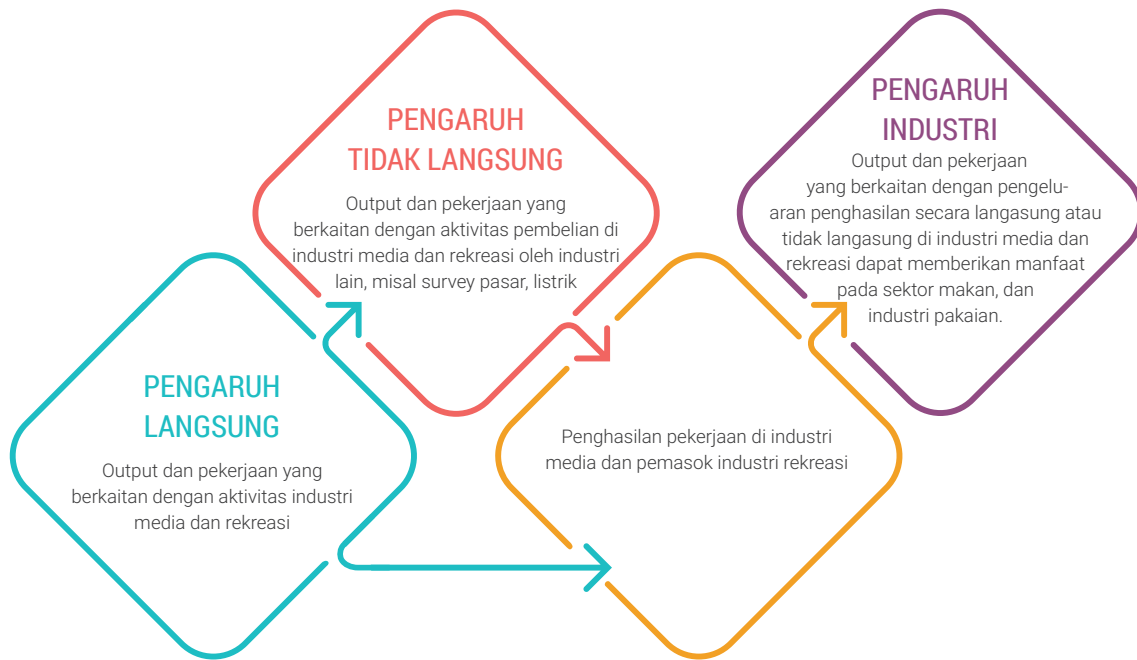 PENGARUH
LANGSUNG
Output dan pekerjaan yang
berkaitan dengan aktivitas industri
media dan rekreasi
PENGARUH
TIDAK LANGSUNG
Output dan pekerjaan yang
berkaitan dengan aktivitas pembelian di
industri media dan rekreasi oleh industri
lain, misal survey pasar, listrik
Penghasilan pekerjaan di industri
media dan pemasok industri rekreasi
PENGARUH
INDUSTRI
Output dan pekerjaan
yang berkaitan dengan pengelu-
aran penghasilan secara langasung atau
tidak langasung di industri media dan
rekreasi dapat memberikan manfaat
pada sektor makan, dan
industri pakaian.